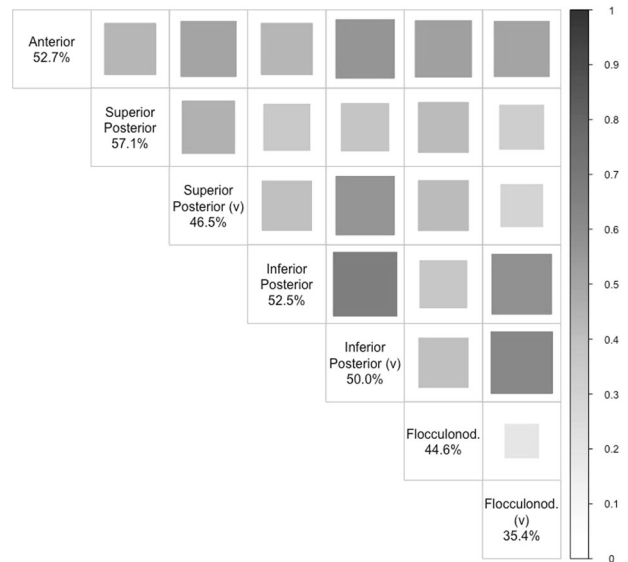 Anterior
52.7%
Superior
Posterior
57.1%
Superior
Posterior (v)
46.5%
Inferior
Posterior
52.5%
Inferior
Posterior (v)
50.0%
Flocculonod.
44.6%
Flocculonod.
(v)
35.4%
1
0.9
0.8
0.7
0.6
0.5
0.4
0.3
0.2
0.1
0